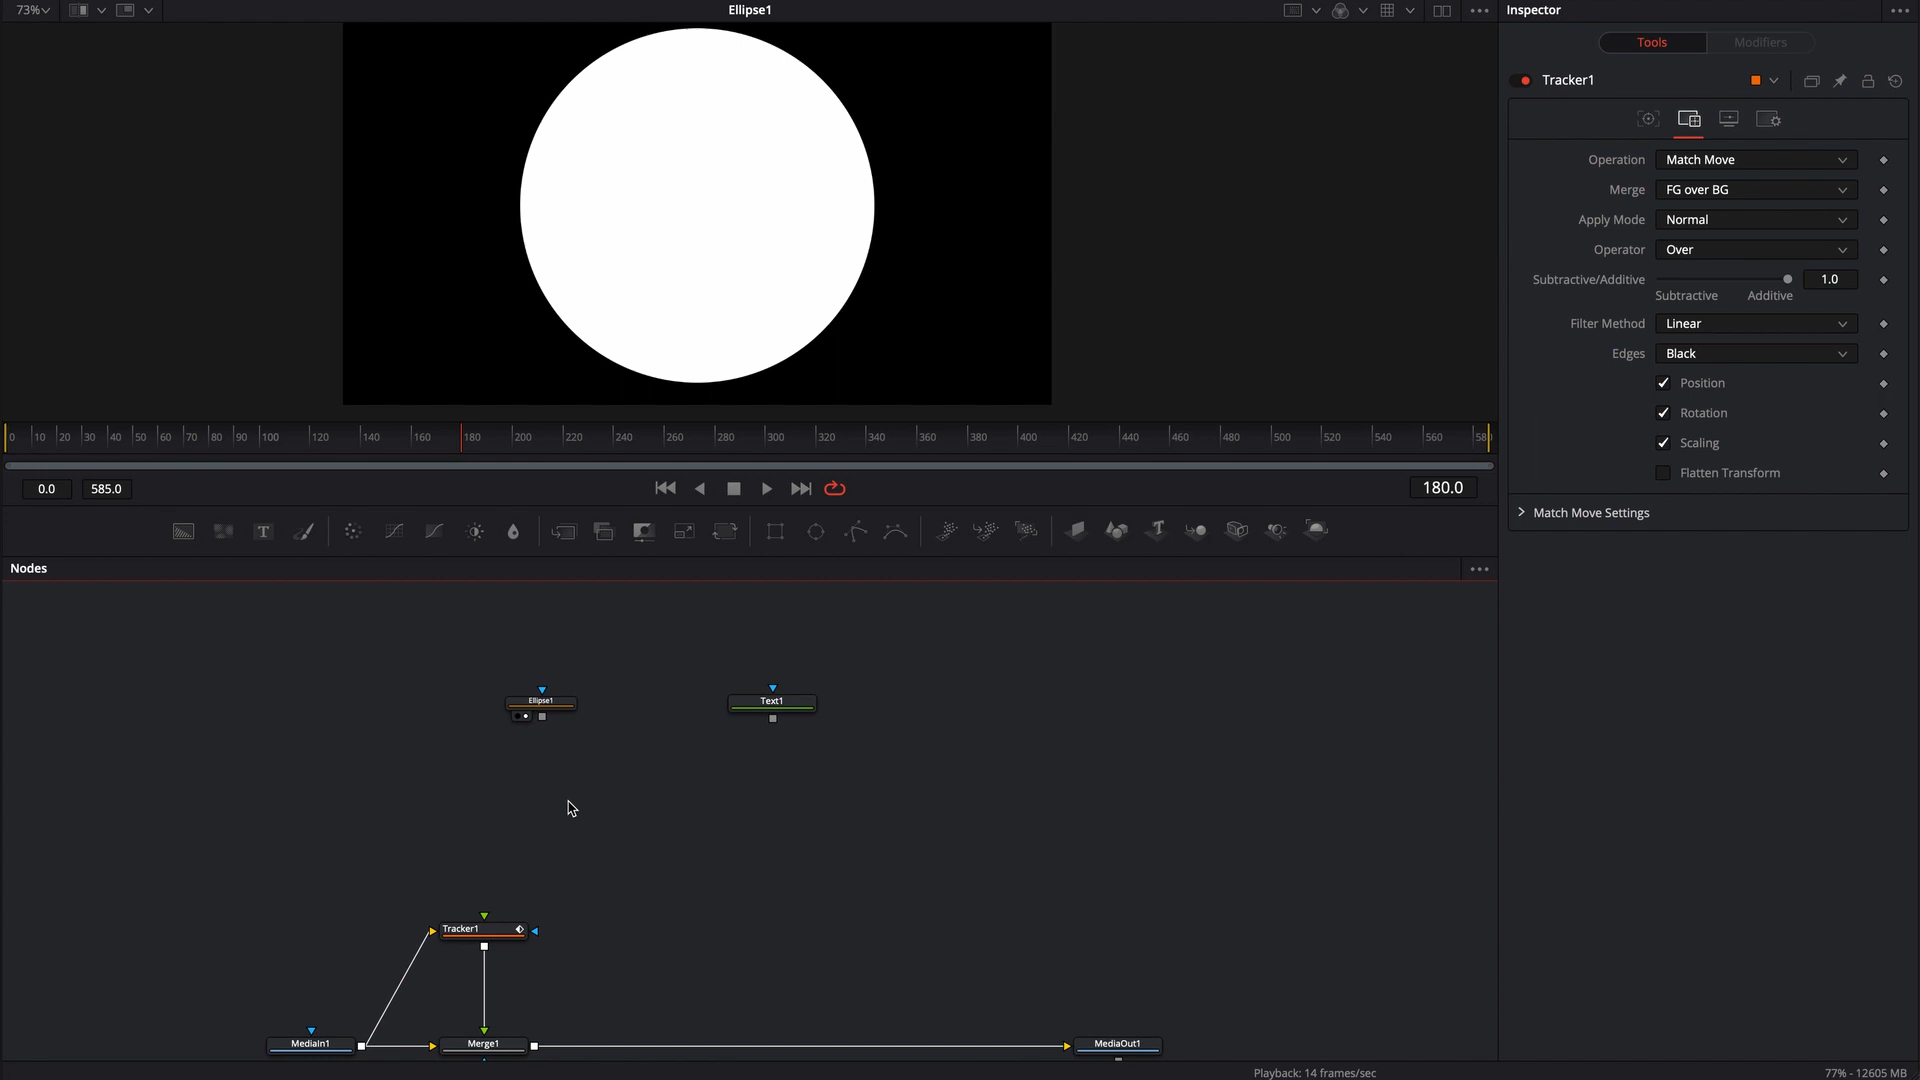 73%
Ellipse1
Inspector
Tools
Modifiers
Tracker1
Operation
Match Move
Merge
FG over BG
Apply Mode
Normal
Operator
Over
Subtractive/Additive
1.0
Subtractive
Additive
Filter Method
Linear
Edges
Black
Position
Rotation
Scaling
Flatten Transform
Match Move Settings
0 10 20 30 40 50 60 70 80 90 100 120 140 160 180 200 220 240 260 280 300 320 340 360 380 400 420 440 460 480 500 520 540 560 58
0.0
585.0
180.0
T
Nodes
Ellipse1
Text1
Tracker1
MediaIn1
Merge1
MediaOut1
Playback: 14 frames/sec
77% - 12605 MB